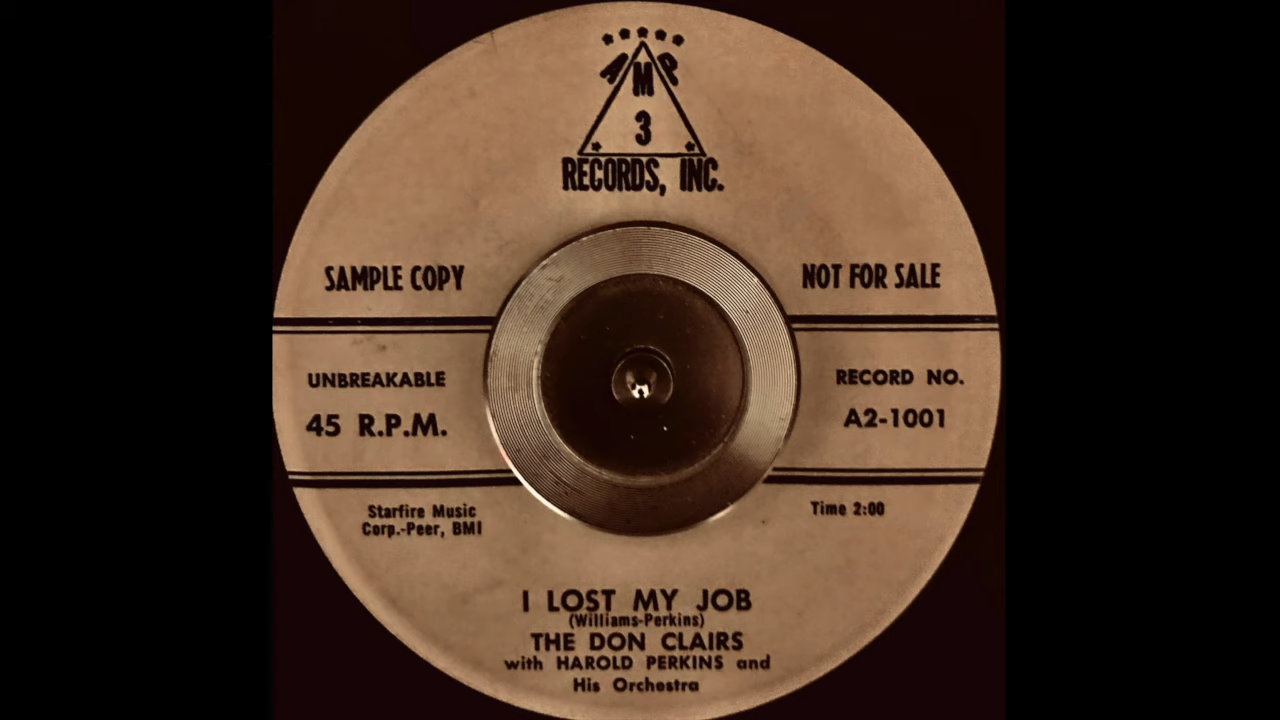 AMP
3
RECORDS, INC.
SAMPLE COPY
NOT FOR SALE
UNBREAKABLE
45 R.P.M.
RECORD NO.
A2-1001
Starfire Music
Corp.-Peer, BMI
Time 2:00
I LOST MY JOB
(Williams-Perkins)
THE DON CLAIRS
with HAROLD PERKINS and
His Orchestra